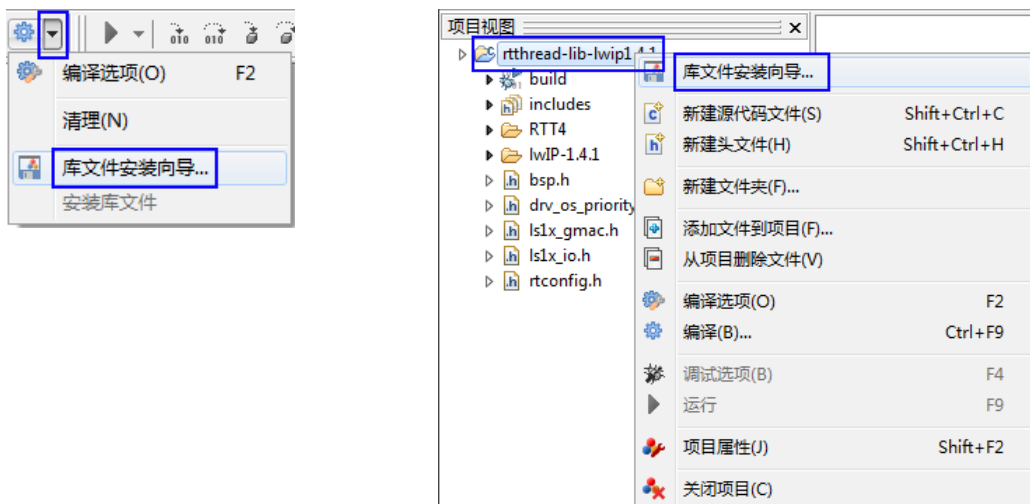 编译选项(O) F2
清理(N)
库文件安装向导...
安装库文件
项目视图
rtthread-lib-lwip1.4.1
build
includes
RTT4
lwIP-1.4.1
bsp.h
drv_os_priority
ls1x_gmac.h
ls1x_io.h
rtconfig.h
库文件安装向导...
新建源代码文件(S) Shift+Ctrl+C
新建头文件(H) Shift+Ctrl+H
新建文件夹(F)...
添加文件到项目(F)...
从项目删除文件(V)
编译选项(O) F2
编译(B)... Ctrl+F9
调试选项(B) F4
运行 F9
项目属性(J) Shift+F2
关闭项目(C)